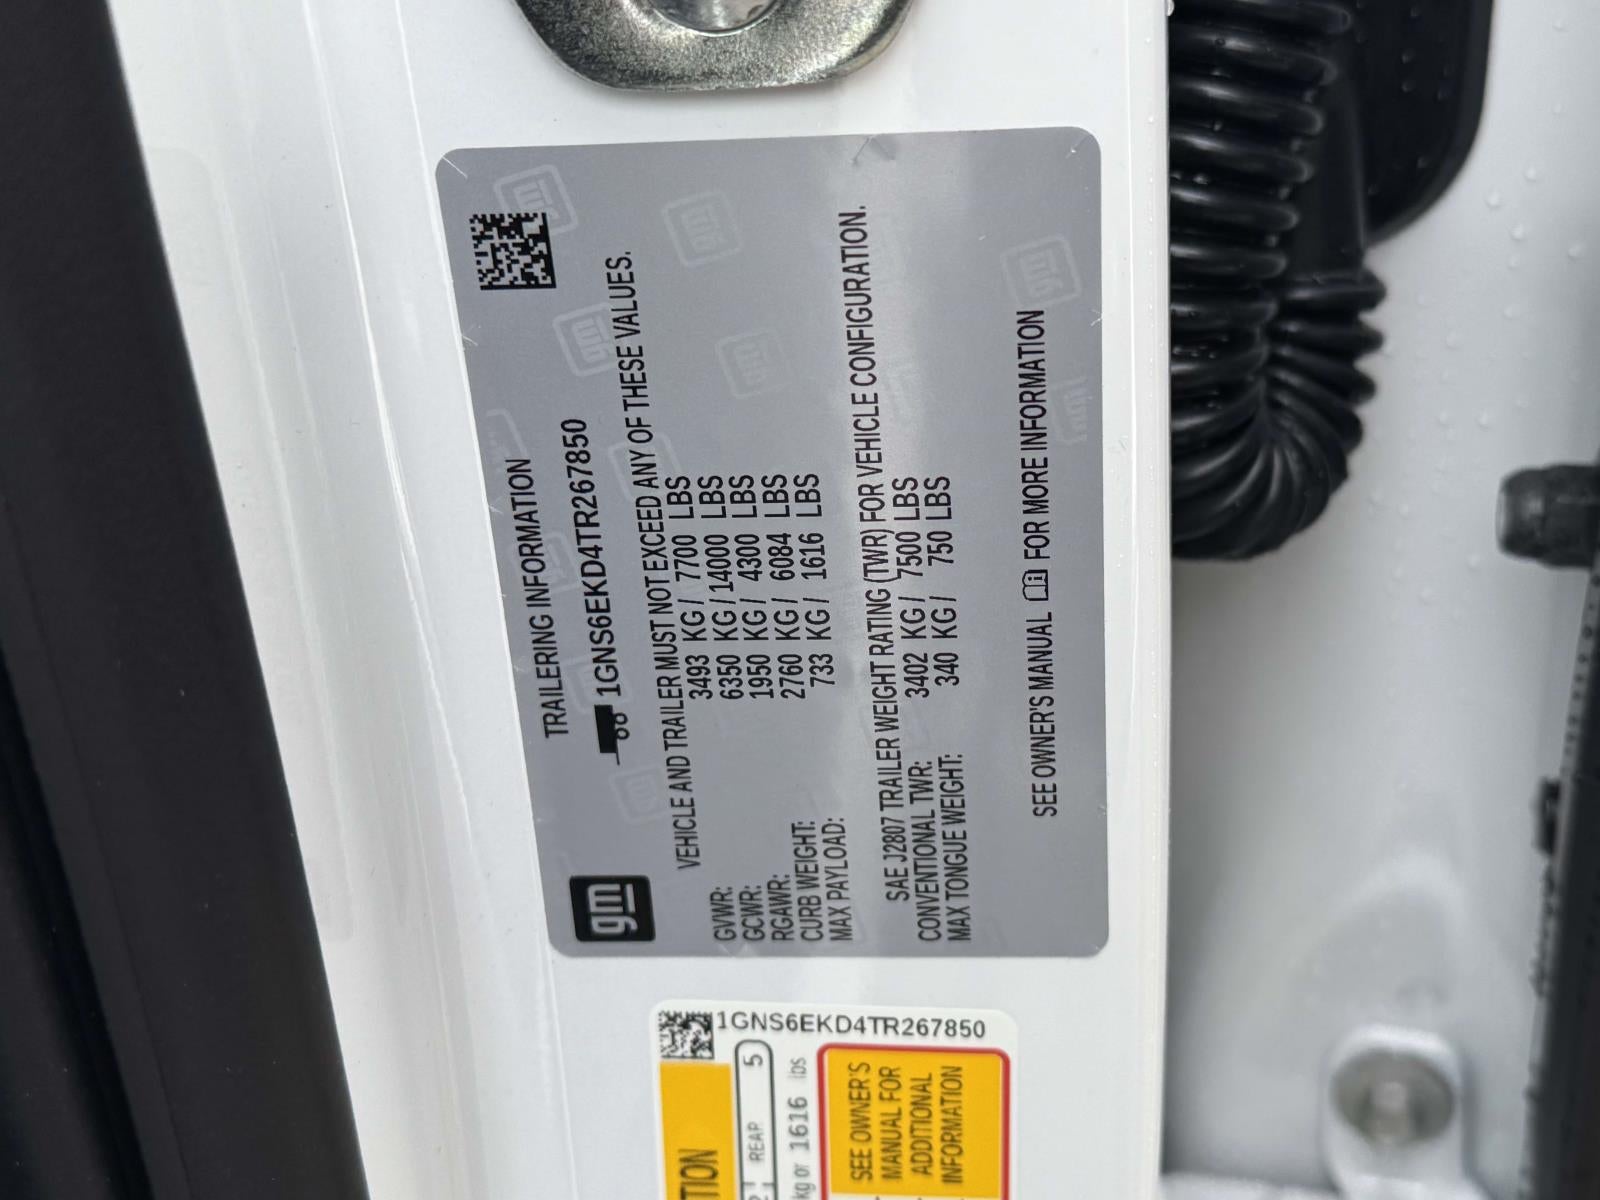 gm
TRAILERING INFORMATION
1GNS6EKD4TR267850
VEHICLE AND TRAILER MUST NOT EXCEED ANY OF THESE VALUES.
GVWR: 3493 KG / 7700 LBS
GCWR: 6350 KG / 14000 LBS
RGAWR: 1950 KG / 4300 LBS
CURB WEIGHT: 2760 KG / 6084 LBS
MAX PAYLOAD: 733 KG / 1616 LBS
SAE J2807 TRAILER WEIGHT RATING (TWR) FOR VEHICLE CONFIGURATION.
CONVENTIONAL TWR: 3402 KG / 7500 LBS
MAX TONGUE WEIGHT: 340 KG / 750 LBS
SEE OWNER'S MANUAL FOR MORE INFORMATION
1GNS6EKD4TR267850
TION
2 REAR 5
kg or 1616 lbs
SEE OWNER'S
MANUAL FOR
ADDITIONAL
INFORMATION